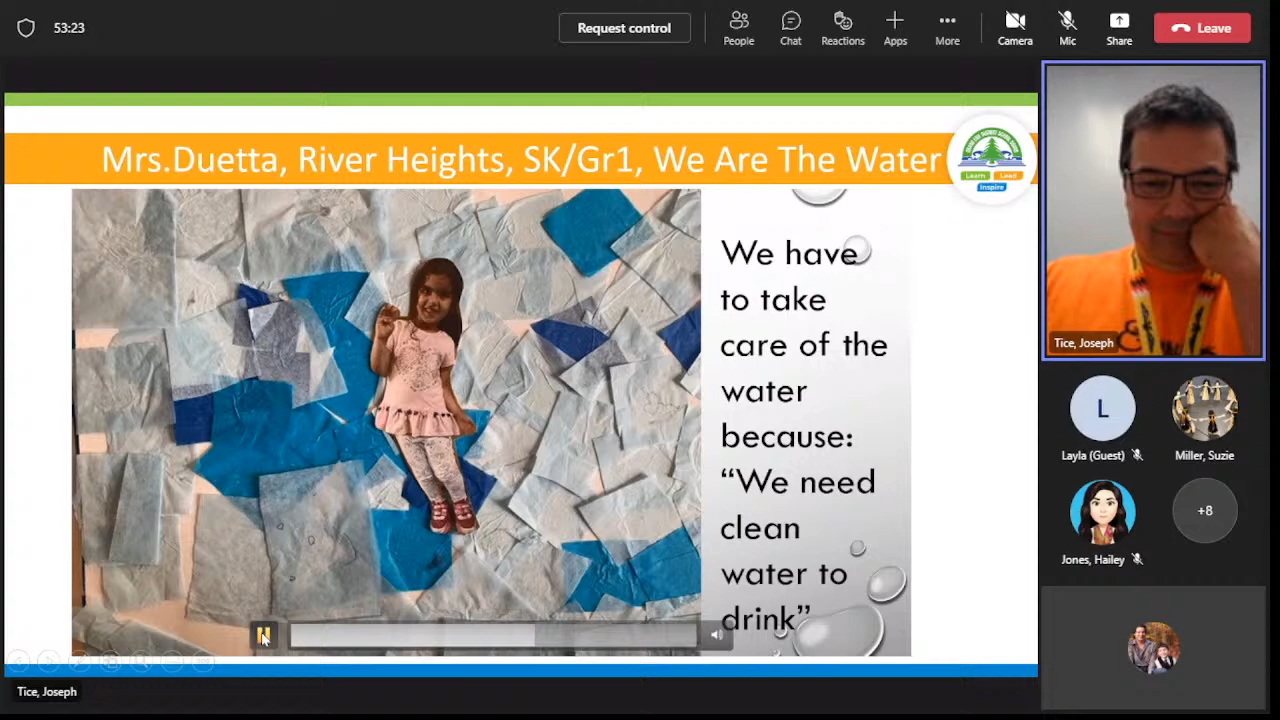 53:23
Request control
People
Chat
Reactions
Apps
More
Camera
Mic
Share
Leave
Mrs.Duetta, River Heights, SK/Gr1, We Are The Water
Learn
Lead
Inspire
We have
to take
care of the
water
because:
“We need
clean
water to
drink”
Tice, Joseph
L
Layla (Guest)
Miller, Suzie
Jones, Hailey
+8
Tice, Joseph